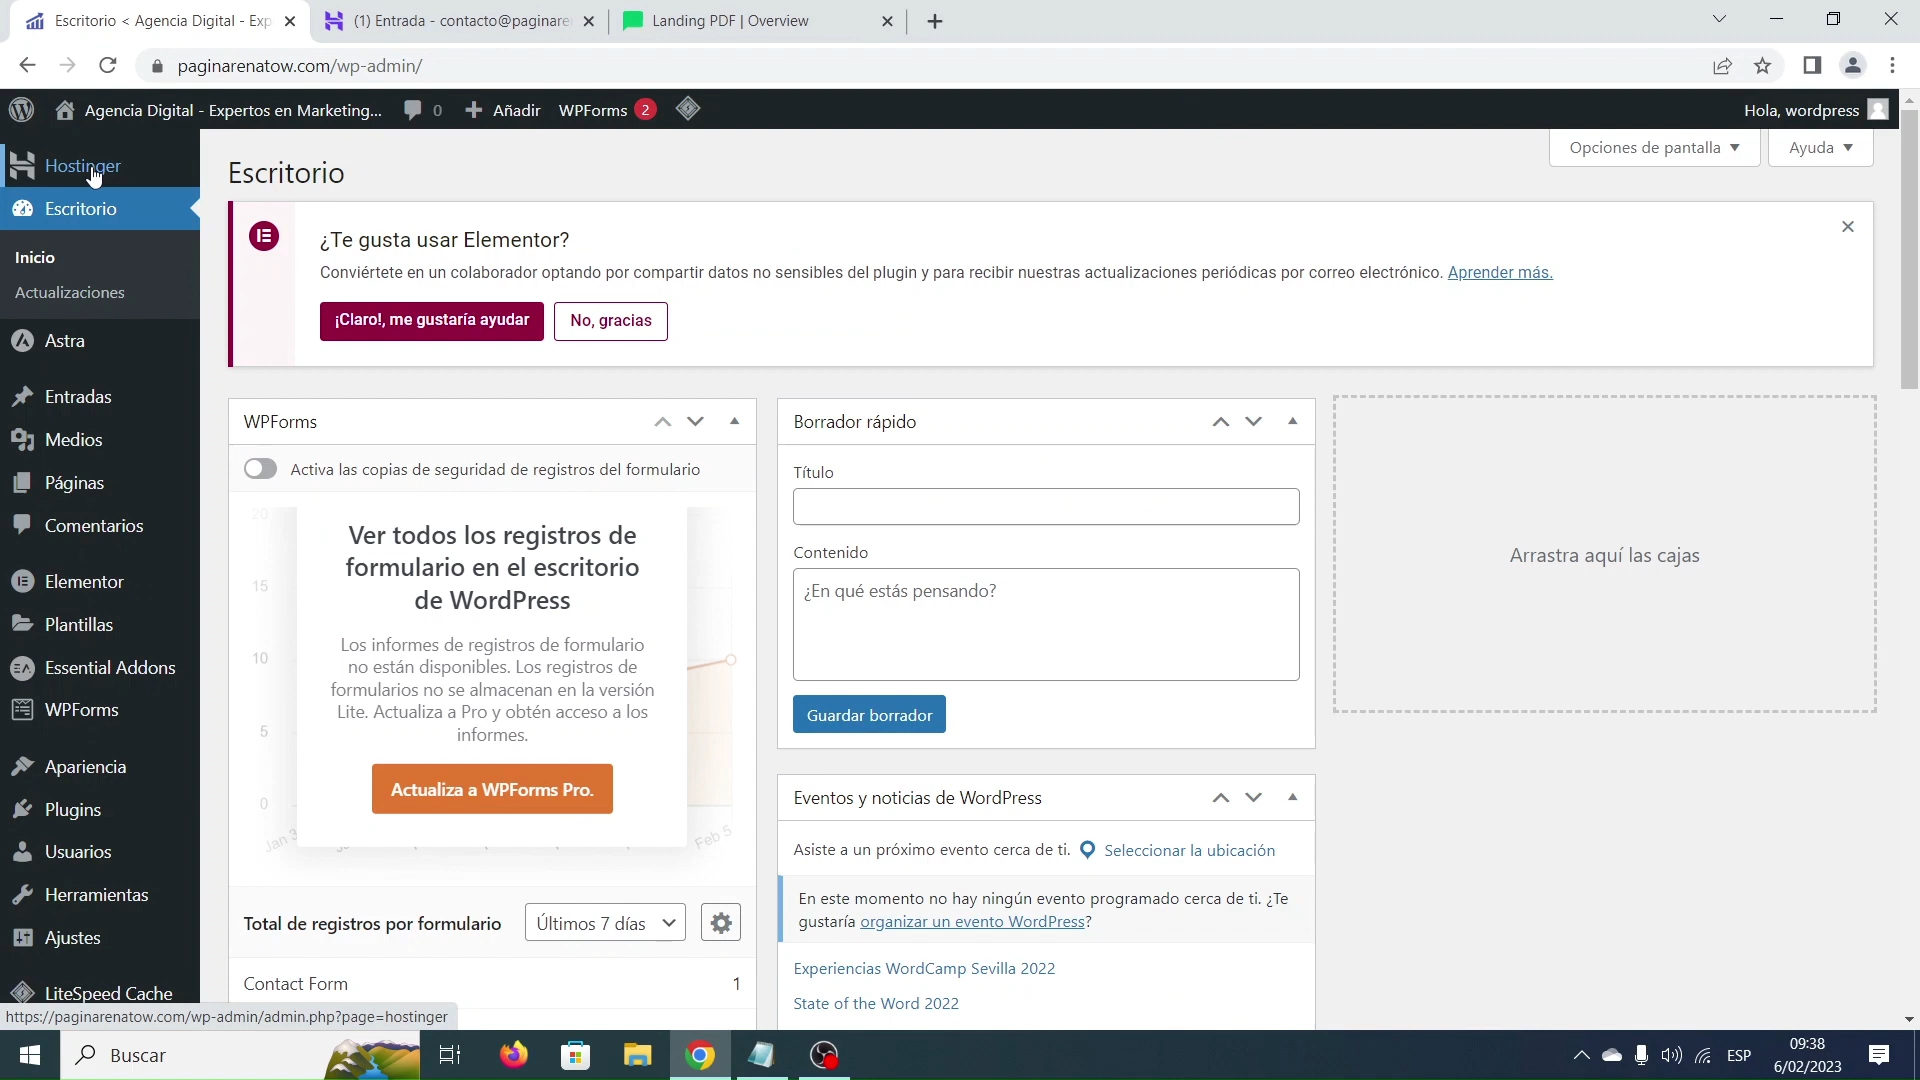 Escritorio < Agencia Digital - Exp
(1) Entrada - contacto@paginare
Landing PDF | Overview
paginarenatow.com/wp-admin/
Agencia Digital - Expertos en Marketing...
0
Añadir
WPForms
2
Hola, wordpress
Hostinger
Escritorio
Inicio
Actualizaciones
Astra
Entradas
Medios
Páginas
Comentarios
Elementor
Plantillas
Essential Addons
WPForms
Apariencia
Plugins
Usuarios
Herramientas
Ajustes
LiteSpeed Cache
Opciones de pantalla
Ayuda
Escritorio
¿Te gusta usar Elementor?
Conviértete en un colaborador optando por compartir datos no sensibles del plugin y para recibir nuestras actualizaciones periódicas por correo electrónico. Aprender más.
¡Claro!, me gustaría ayudar
No, gracias
WPForms
Activa las copias de seguridad de registros del formulario
20
15
10
5
0
Ver todos los registros de
formulario en el escritorio
de WordPress
Los informes de registros de formulario
no están disponibles. Los registros de
formularios no se almacenan en la versión
Lite. Actualiza a Pro y obtén acceso a los
informes.
Actualiza a WPForms Pro.
Jan 3
Feb 5
Total de registros por formulario
Últimos 7 días
Contact Form
1
Borrador rápido
Título
Contenido
¿En qué estás pensando?
Guardar borrador
Eventos y noticias de WordPress
Asiste a un próximo evento cerca de ti.
Seleccionar la ubicación
En este momento no hay ningún evento programado cerca de ti. ¿Te
gustaría organizar un evento WordPress?
Experiencias WordCamp Sevilla 2022
State of the Word 2022
Arrastra aquí las cajas
https://paginarenatow.com/wp-admin/admin.php?page=hostinger
Buscar
ESP
09:38
6/02/2023